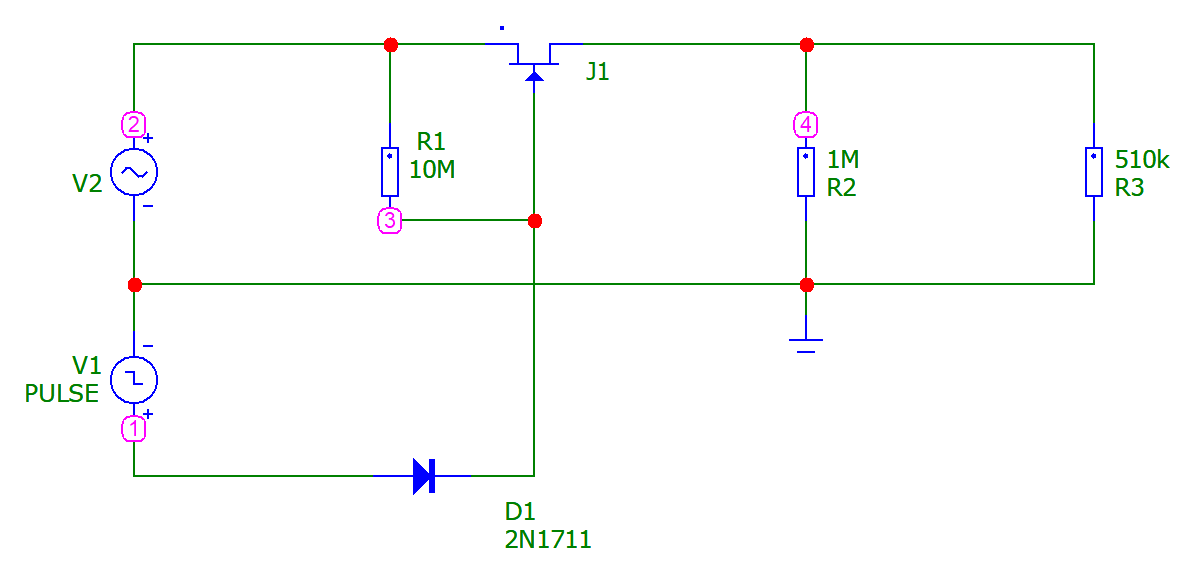 J1
2
+
R1
10M
4
1M
R2
510k
R3
V2
−
3
V1
PULSE
−
+
1
D1
2N1711